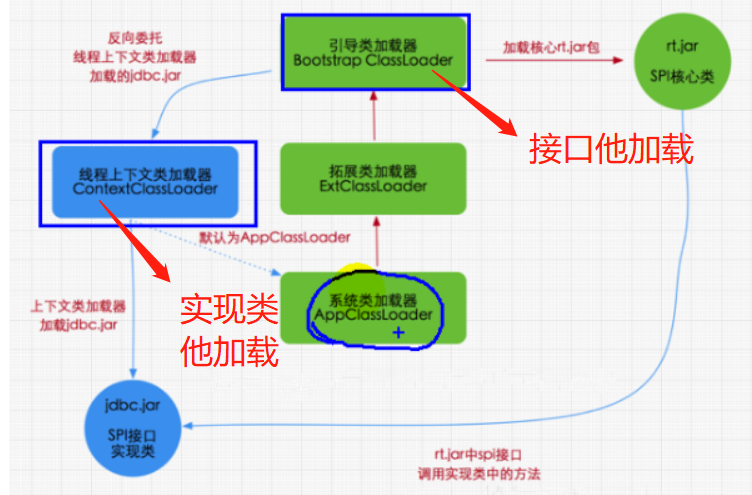 反向委托
线程上下文类加载器
加载的jdbc.jar
引导类加载器
Bootstrap ClassLoader
加载核心rt.jar包
rt.jar
SPI核心类
接口他加载
线程上下文类加载器
ContextClassLoader
拓展类加载器
ExtClassLoader
默认为AppClassLoader
实现类
他加载
系统类加载器
AppClassLoader
上下文类加载器
加载jdbc.jar
jdbc.jar
SPI接口
实现类
rt.jar中spi接口
调用实现类中的方法